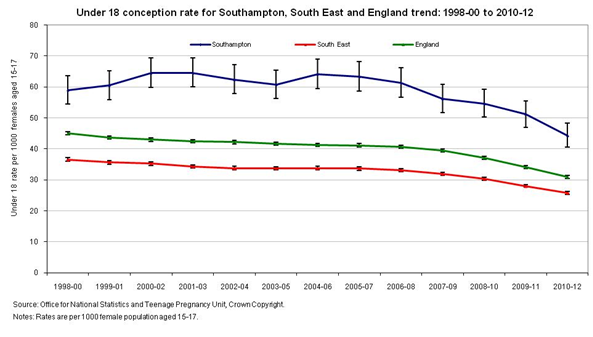 Under 18 conception rate for Southampton, South East and England trend: 1998-00 to 2010-12
80
70
60
50
40
30
20
10
0
Under 18 rate per 1000 females aged 15-17
Southampton South East England
1998-00 1999-01 2000-02 2001-03 2002-04 2003-05 2004-06 2005-07 2006-08 2007-09 2008-10 2009-11 2010-12
Source: Office for National Statistics and Teenage Pregnancy Unit, Crown Copyright.
Notes: Rates are per 1000 female population aged 15-17.